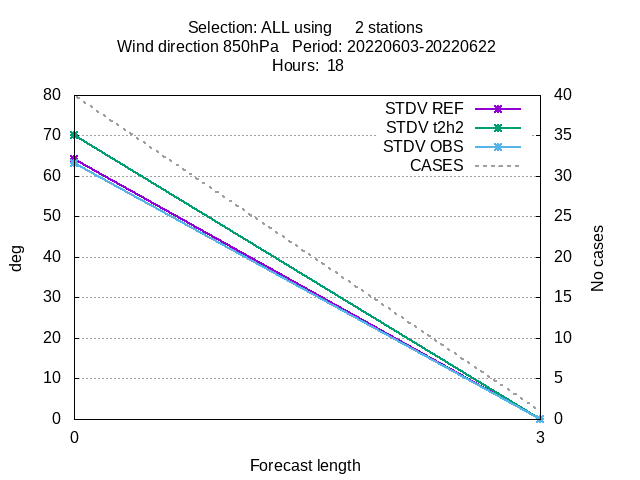 Selection: ALL using 2 stations
Wind direction 850hPa Period: 20220603-20220622
Hours: 18
80
70
60
50
40
30
20
10
0
deg
STDV REF
STDV t2h2
STDV OBS
CASES
40
35
30
25
20
15
10
5
0
No cases
0 3
Forecast length